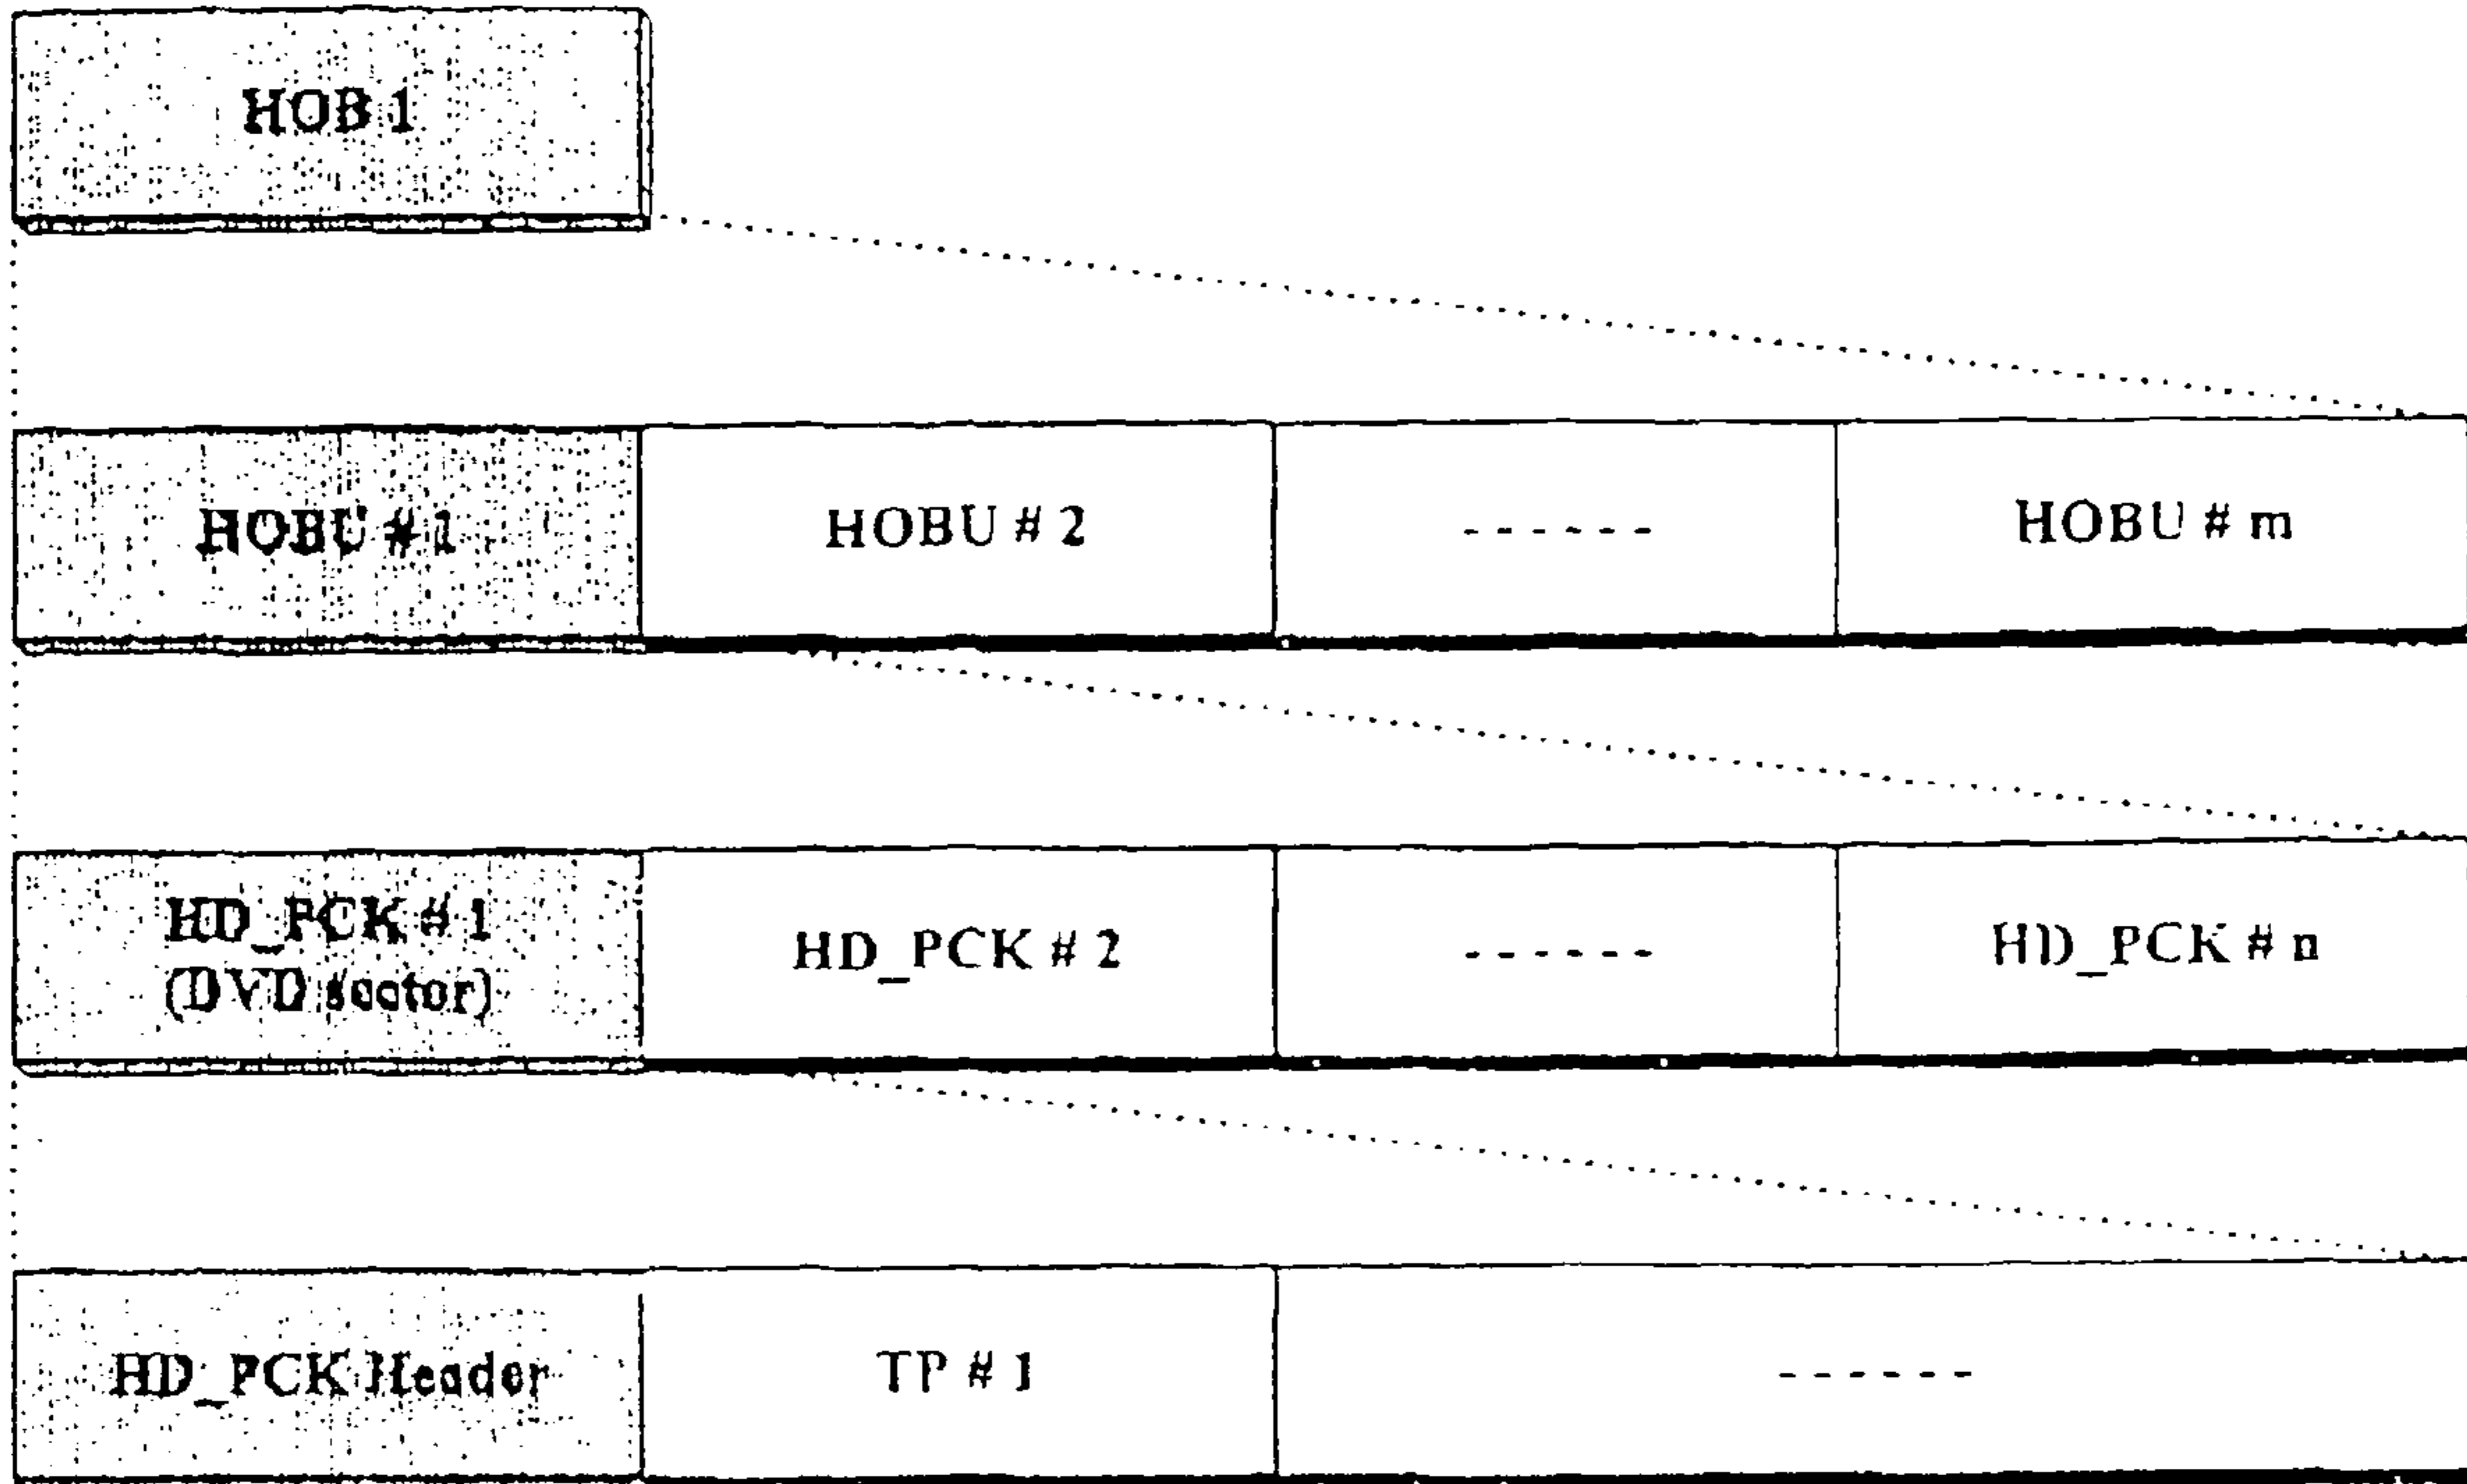 HOB 1
HOBU # 1 HOBU # 2 ------ HOBU # m
HD_PCK # 1 (DVD sector) HD_PCK # 2 ------ HD_PCK # n
HD_PCK Header TP # 1 ------